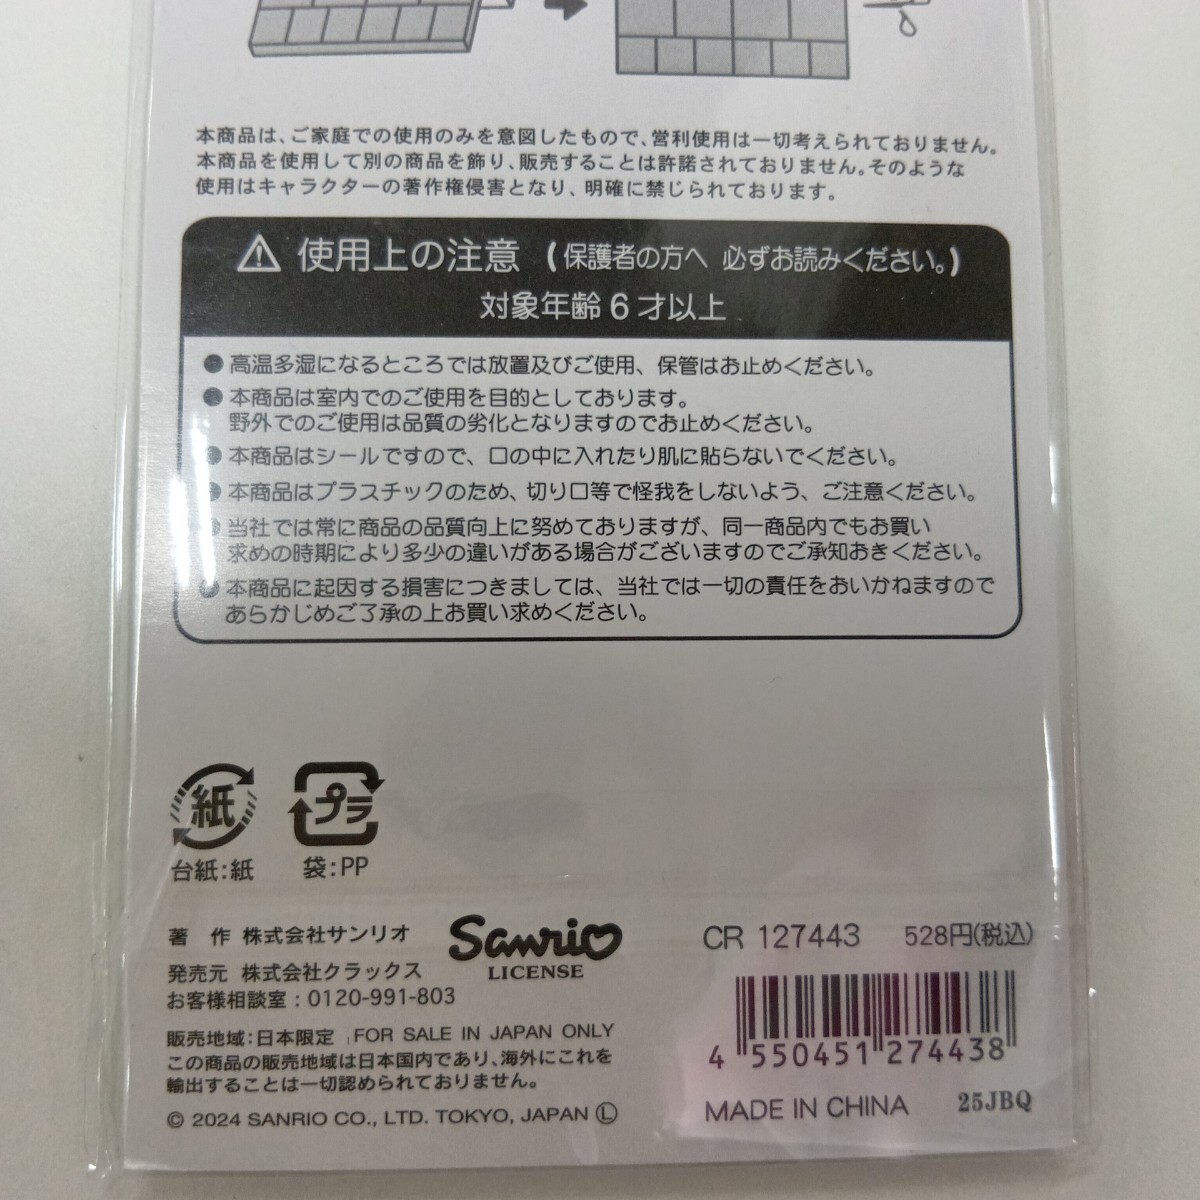 本商品は、ご家庭での使用のみを意図したもので、営利使用は一切考えられておりません。
本商品を使用して別の商品を飾り、販売することは許諾されておりません。そのような
使用はキャラクターの著作権侵害となり、明確に禁じられております。
使用上の注意 (保護者の方へ 必ずお読みください。)
対象年齢6才以上
●高温多湿になるところでは放置及びご使用、保管はお止めください。
●本商品は室内でのご使用を目的としております。
野外でのご使用は品質の劣化となりますのでお止めください。
●本商品はシールですので、口の中に入れたり肌に貼らないでください。
●本商品はプラスチックのため、切り口等で怪我をしないよう、ご注意ください。
●当社では常に商品の品質向上に努めておりますが、同一商品内でもお買い
求めの時期により多少の違いがある場合がございますのでご承知おきください。
●本商品に起因する損害につきましては、当社では一切の責任をおいかねますので
あらかじめご了承の上お買い求めください。
紙
プラ
台紙:紙
袋:PP
著 作 株式会社サンリオ
Sanrio
LICENSE
発売元 株式会社クラックス
お客様相談室:0120-991-803
CR 127443 528円(税込)
販売地域:日本限定 FOR SALE IN JAPAN ONLY
この商品の販売地域は日本国内であり、海外にこれを
輸出することは一切認められておりません。
4 550451 274438
© 2024 SANRIO CO., LTD. TOKYO, JAPAN Ⓛ
MADE IN CHINA 25JBQ